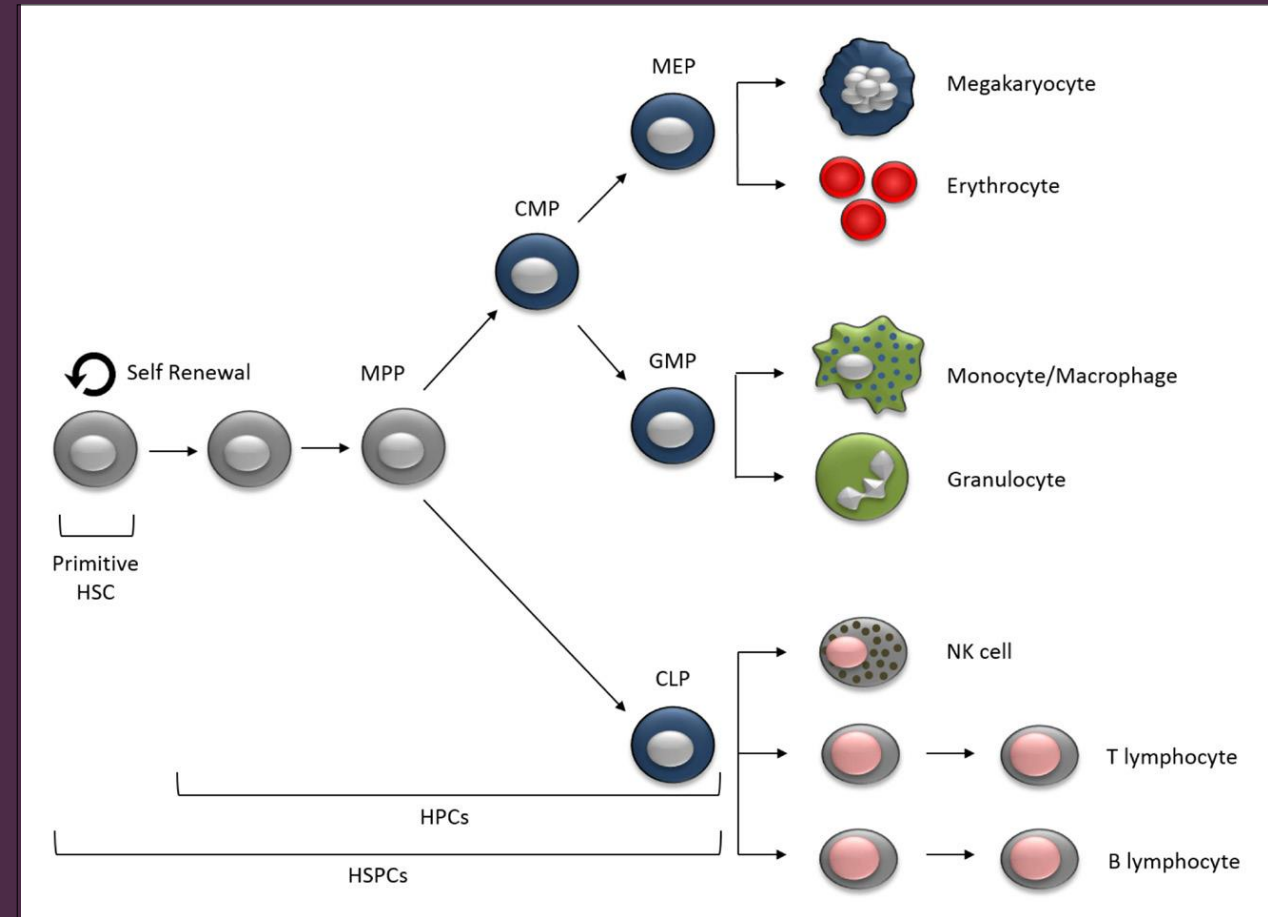 MEP
Megakaryocyte
Erythrocyte
CMP
GMP
Monocyte/Macrophage
Granulocyte
Self Renewal
MPP
Primitive
HSC
NK cell
CLP
T lymphocyte
B lymphocyte
HPCs
HSPCs